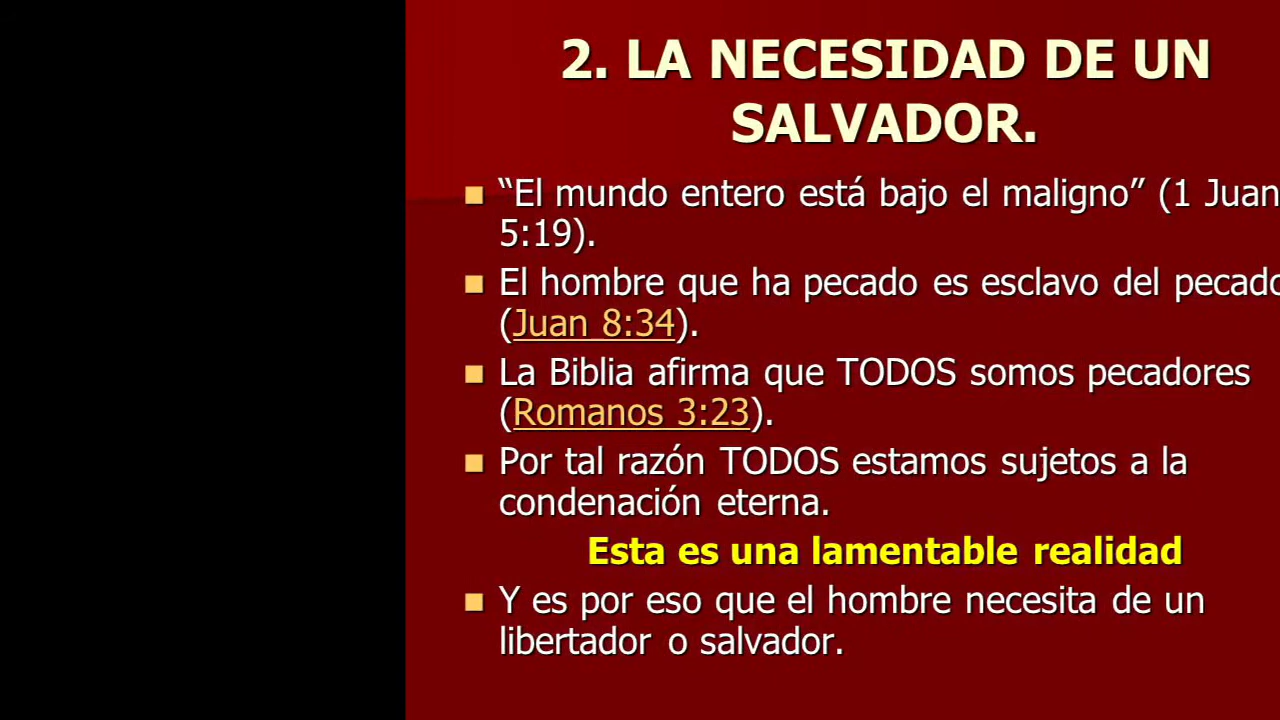 2. LA NECESIDAD DE UN
SALVADOR.
“El mundo entero está bajo el maligno” (1 Juan
5:19).
El hombre que ha pecado es esclavo del pecado
(Juan 8:34).
La Biblia afirma que TODOS somos pecadores
(Romanos 3:23).
Por tal razón TODOS estamos sujetos a la
condenación eterna.
Esta es una lamentable realidad
Y es por eso que el hombre necesita de un
libertador o salvador.